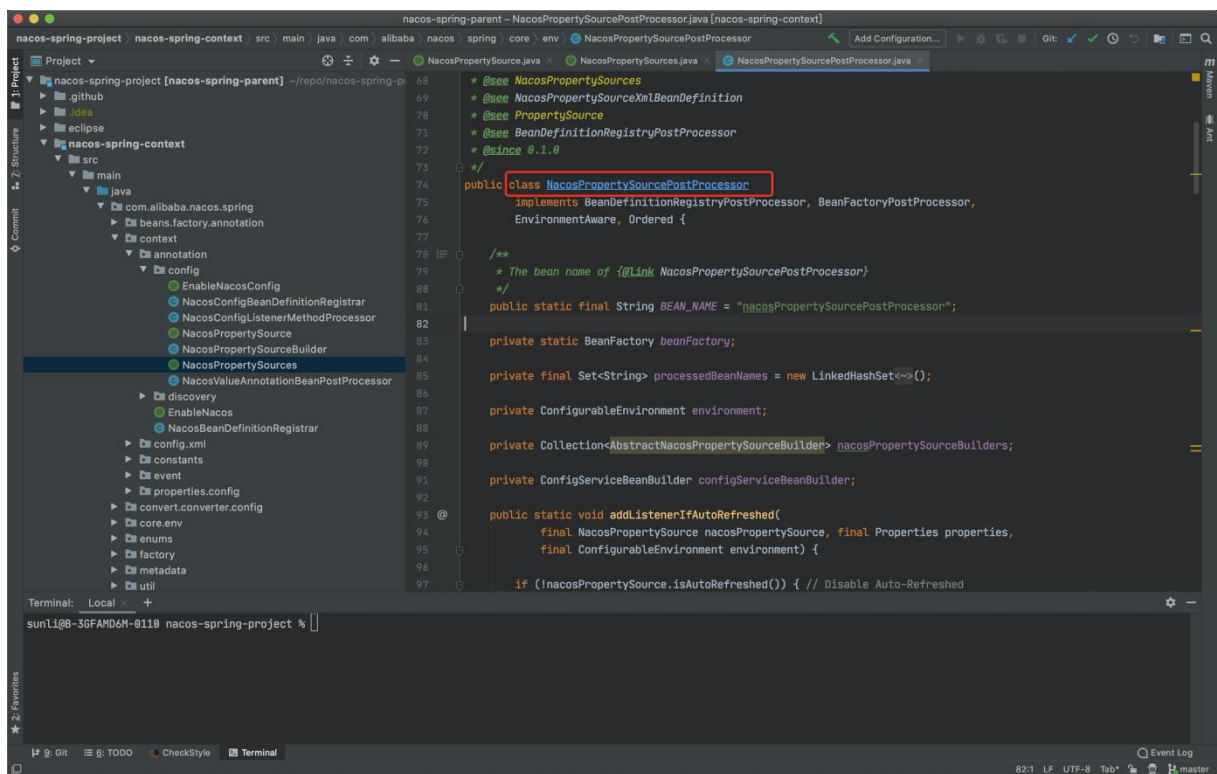 nacos-spring-parent – NacosPropertySourcePostProcessor.java [nacos-spring-context]
nacos-spring-project nacos-spring-context src main java com alibaba nacos spring core env NacosPropertySourcePostProcessor Add Configuration... Git:
Project
NacosPropertySource.java NacosPropertySources.java NacosPropertySourcePostProcessor.java
1: Project
Z: Structure
Commit
2: Favorites
nacos-spring-project [nacos-spring-parent] ~/repo/nacos-spring-p
.github
.idea
eclipse
nacos-spring-context
src
main
java
com.alibaba.nacos.spring
beans.factory.annotation
context
annotation
config
EnableNacosConfig
NacosConfigBeanDefinitionRegistrar
NacosConfigListenerMethodProcessor
NacosPropertySource
NacosPropertySourceBuilder
NacosPropertySources
NacosValueAnnotationBeanPostProcessor
discovery
EnableNacos
NacosBeanDefinitionRegistrar
config.xml
constants
event
properties.config
convert.converter.config
core.env
enums
factory
metadata
util
68 * @see NacosPropertySources
69 * @see NacosPropertySourceXmlBeanDefinition
70 * @see PropertySource
71 * @see BeanDefinitionRegistryPostProcessor
72 * @since 0.1.0
73 */
74 public class NacosPropertySourcePostProcessor
75 implements BeanDefinitionRegistryPostProcessor, BeanFactoryPostProcessor,
76 EnvironmentAware, Ordered {
77
78 /**
79 * The bean name of {@link NacosPropertySourcePostProcessor}
80 */
81 public static final String BEAN_NAME = "nacosPropertySourcePostProcessor";
82
83 private static BeanFactory beanFactory;
84
85 private final Set<String> processedBeanNames = new LinkedHashSet<~>();
86
87 private ConfigurableEnvironment environment;
88
89 private Collection<AbstractNacosPropertySourceBuilder> nacosPropertySourceBuilders;
90
91 private ConfigServiceBeanBuilder configServiceBeanBuilder;
92
93 @ public static void addListenerIfAutoRefreshed(
94 final NacosPropertySource nacosPropertySource, final Properties properties,
95 final ConfigurableEnvironment environment) {
96
97 if (!nacosPropertySource.isAutoRefreshed()) { // Disable Auto-Refreshed
m Maven
Ant
Terminal: Local × +
sunli@B-3GFAMD6M-0110 nacos-spring-project %
9: Git 6: TODO CheckStyle Terminal Event Log
82:1 LF UTF-8 Tab* master